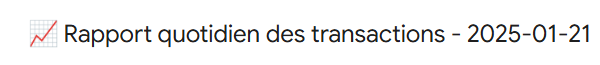 📈 Rapport quotidien des transactions - 2025-01-21